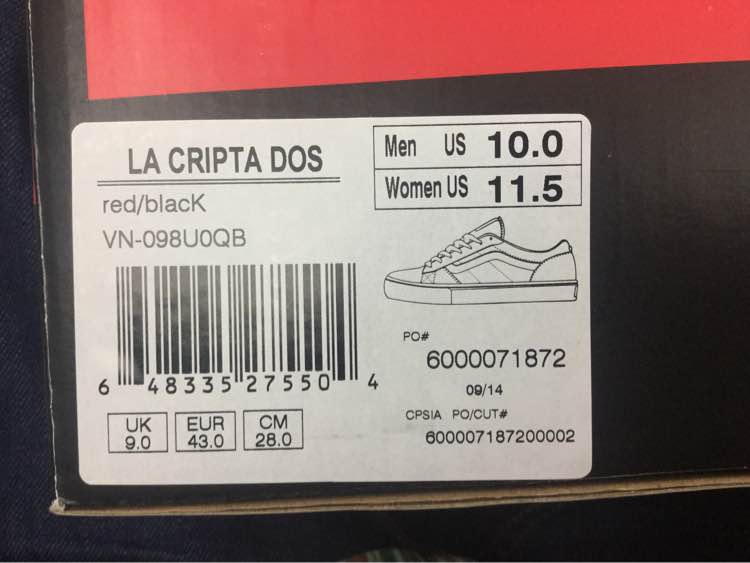 LA CRIPTA DOS
red/blacK
VN-098U0QB
Men US 10.0
Women US 11.5
6 48335 27550 4
PO#
6000071872
09/14
CPSIA PO/CUT#
600007187200002
UK
9.0
EUR
43.0
CM
28.0